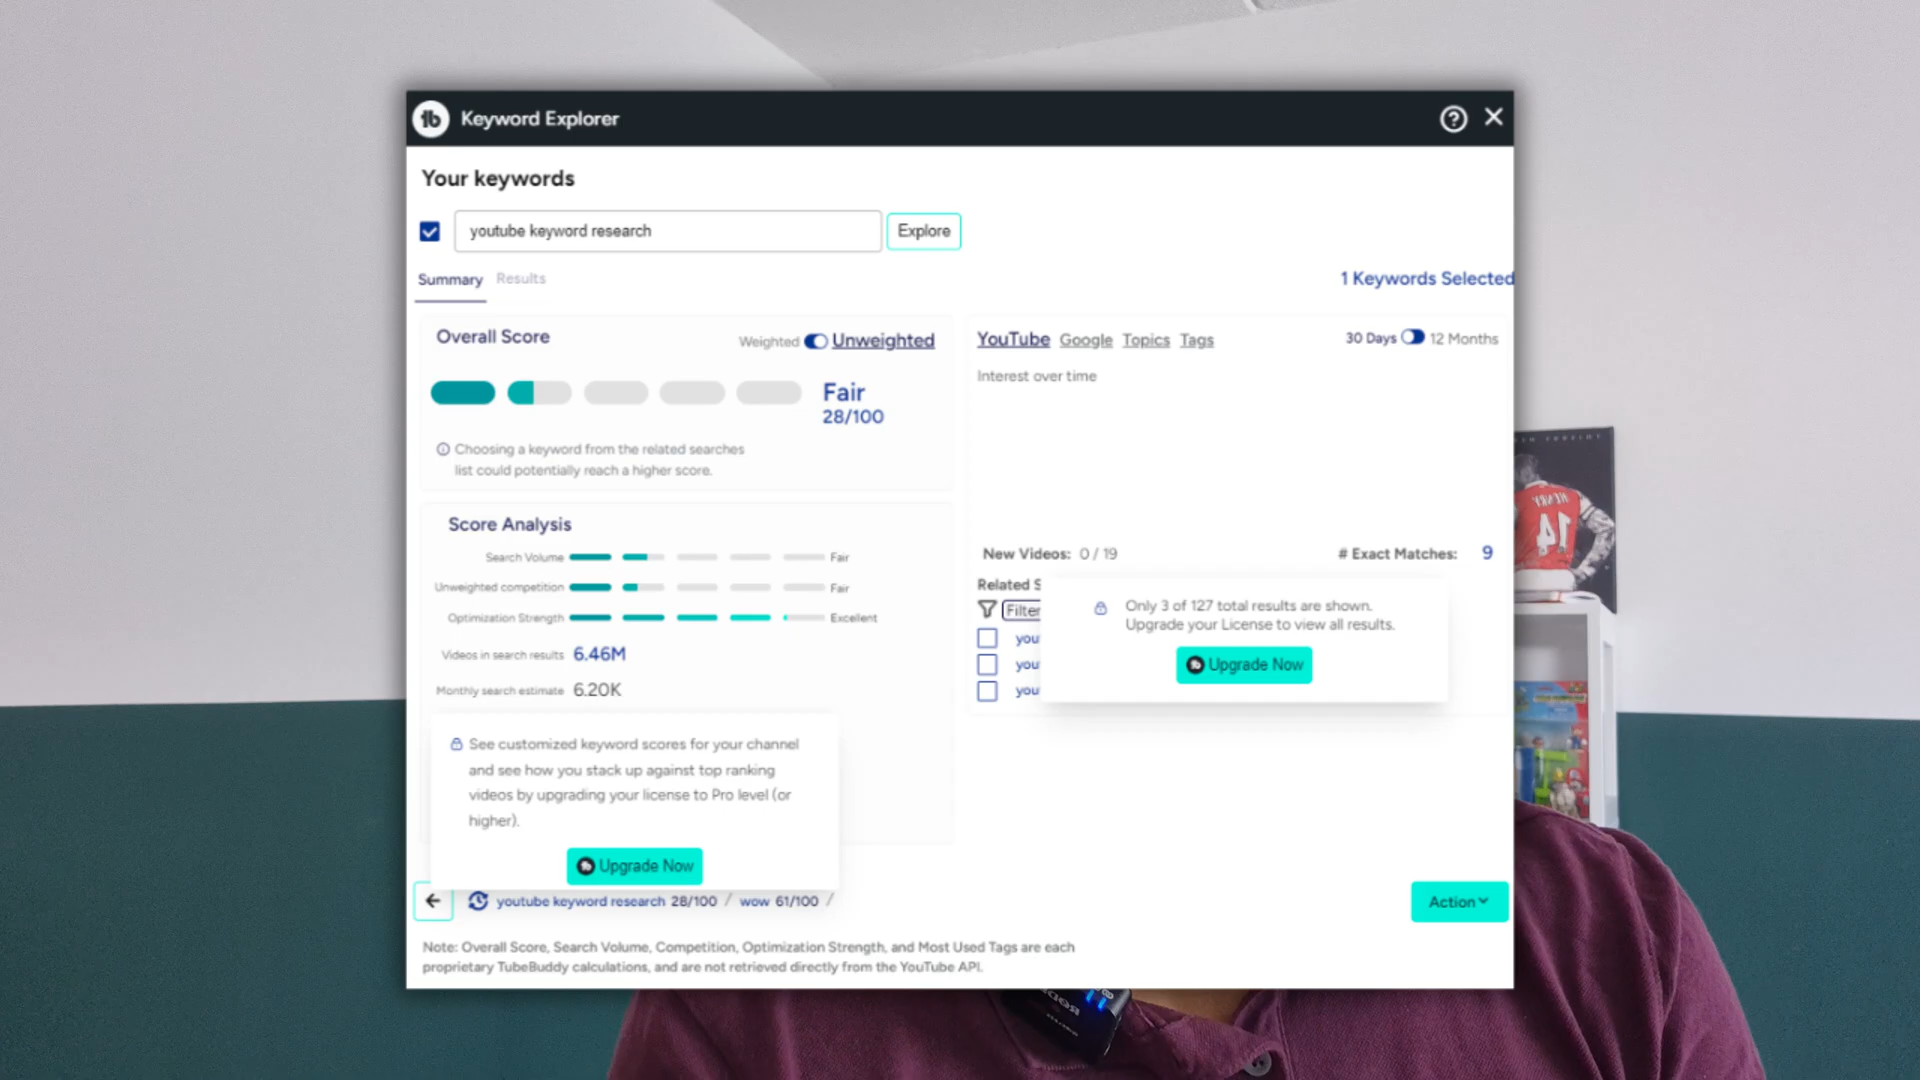 Keyword Explorer
Your keywords
youtube keyword research
Explore
Summary
Results
1 Keywords Selected
Overall Score
Weighted
Unweighted
Fair
28/100
Choosing a keyword from the related searches
list could potentially reach a higher score.
YouTube
Google
Topics
Tags
30 Days
12 Months
Interest over time
Score Analysis
Search Volume
Fair
Unweighted competition
Fair
Optimization Strength
Excellent
Videos in search results 6.46M
Monthly search estimate 6.20K
New Videos: 0 / 19
# Exact Matches: 9
Related S
Filter
you
you
you
Only 3 of 127 total results are shown.
Upgrade your License to view all results.
Upgrade Now
See customized keyword scores for your channel
and see how you stack up against top ranking
videos by upgrading your license to Pro level (or
higher).
Upgrade Now
youtube keyword research 28/100 / wow 61/100 /
Action
Note: Overall Score, Search Volume, Competition, Optimization Strength, and Most Used Tags are each
proprietary TubeBuddy calculations, and are not retrieved directly from the YouTube API.
HENRY
14